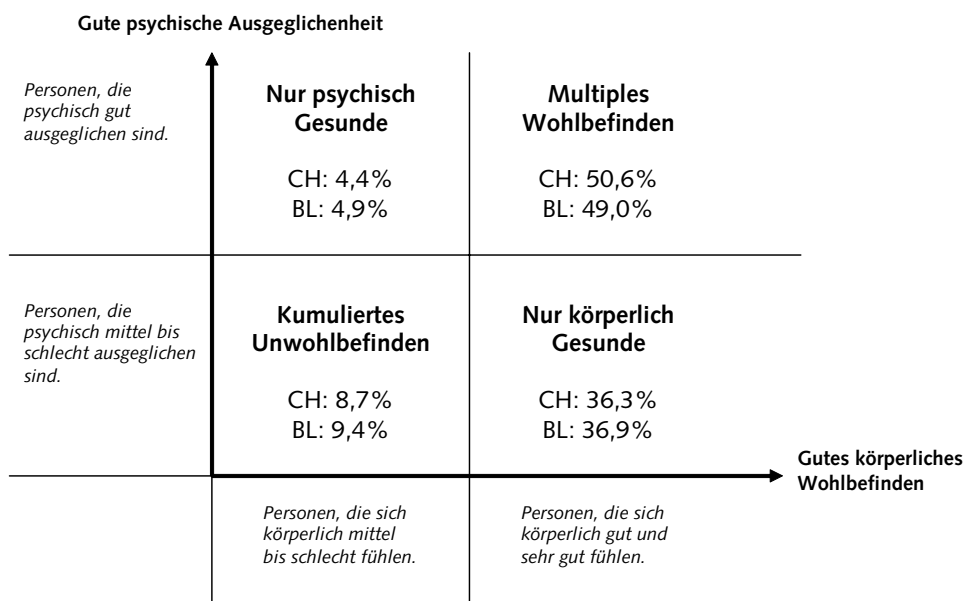 Gute psychische Ausgeglichenheit
Personen, die
psychisch gut
ausgeglichen sind.
Nur psychisch
Gesunde
CH: 4,4%
BL: 4,9%
Multiples
Wohlbefinden
CH: 50,6%
BL: 49,0%
Personen, die
psychisch mittel bis
schlecht ausgeglichen
sind.
Kumuliertes
Unwohlbefinden
CH: 8,7%
BL: 9,4%
Nur körperlich
Gesunde
CH: 36,3%
BL: 36,9%
Gutes körperliches
Wohlbefinden
Personen, die sich
körperlich mittel
bis schlecht fühlen.
Personen, die sich
körperlich gut und
sehr gut fühlen.